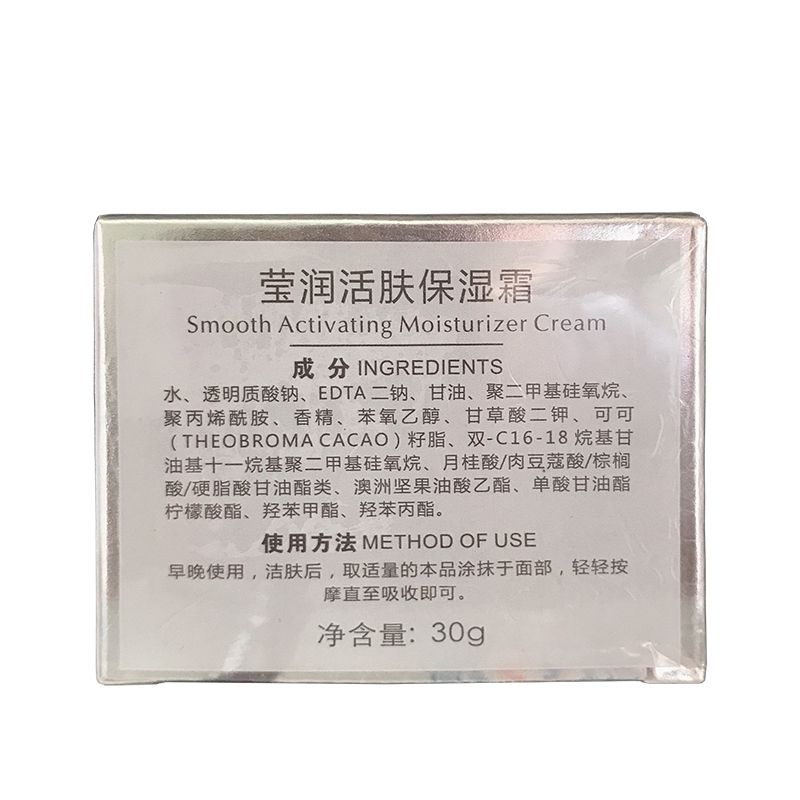 莹润活肤保湿霜
Smooth Activating Moisturizer Cream
成 分 INGREDIENTS
水、透明质酸钠、EDTA 二钠、甘油、聚二甲基硅氧烷、
聚丙烯酰胺、香精、苯氧乙醇、甘草酸二钾、可可
(THEOBROMA CACAO)籽脂、双-C16-18 烷基甘
油基十一烷基聚二甲基硅氧烷、月桂酸/肉豆蔻酸/棕榈
酸/硬脂酸甘油酯类、澳洲坚果油酸乙酯、单酸甘油酯
柠檬酸酯、羟苯甲酯、羟苯丙酯。
使用方法 METHOD OF USE
早晚使用，洁肤后，取适量的本品涂抹于面部，轻轻按
摩直至吸收即可。
净含量: 30g